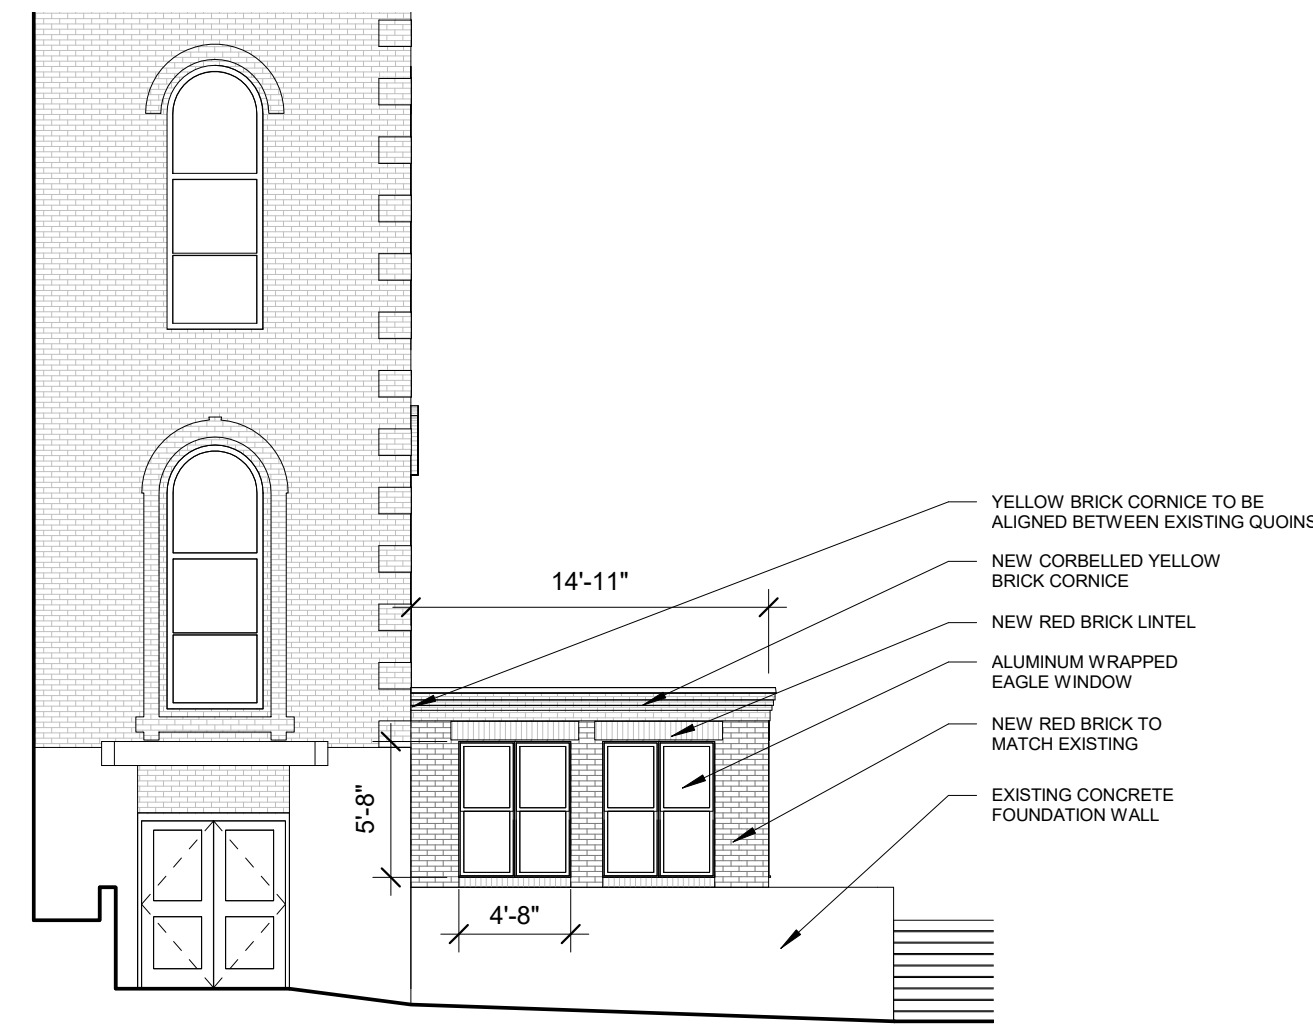 YELLOW BRICK CORNICE TO BE
ALIGNED BETWEEN EXISTING QUOINS
NEW CORBELLED YELLOW
BRICK CORNICE
14'-11"
NEW RED BRICK LINTEL
ALUMINUM WRAPPED
EAGLE WINDOW
NEW RED BRICK TO
MATCH EXISTING
5'-8"
EXISTING CONCRETE
FOUNDATION WALL
4'-8"